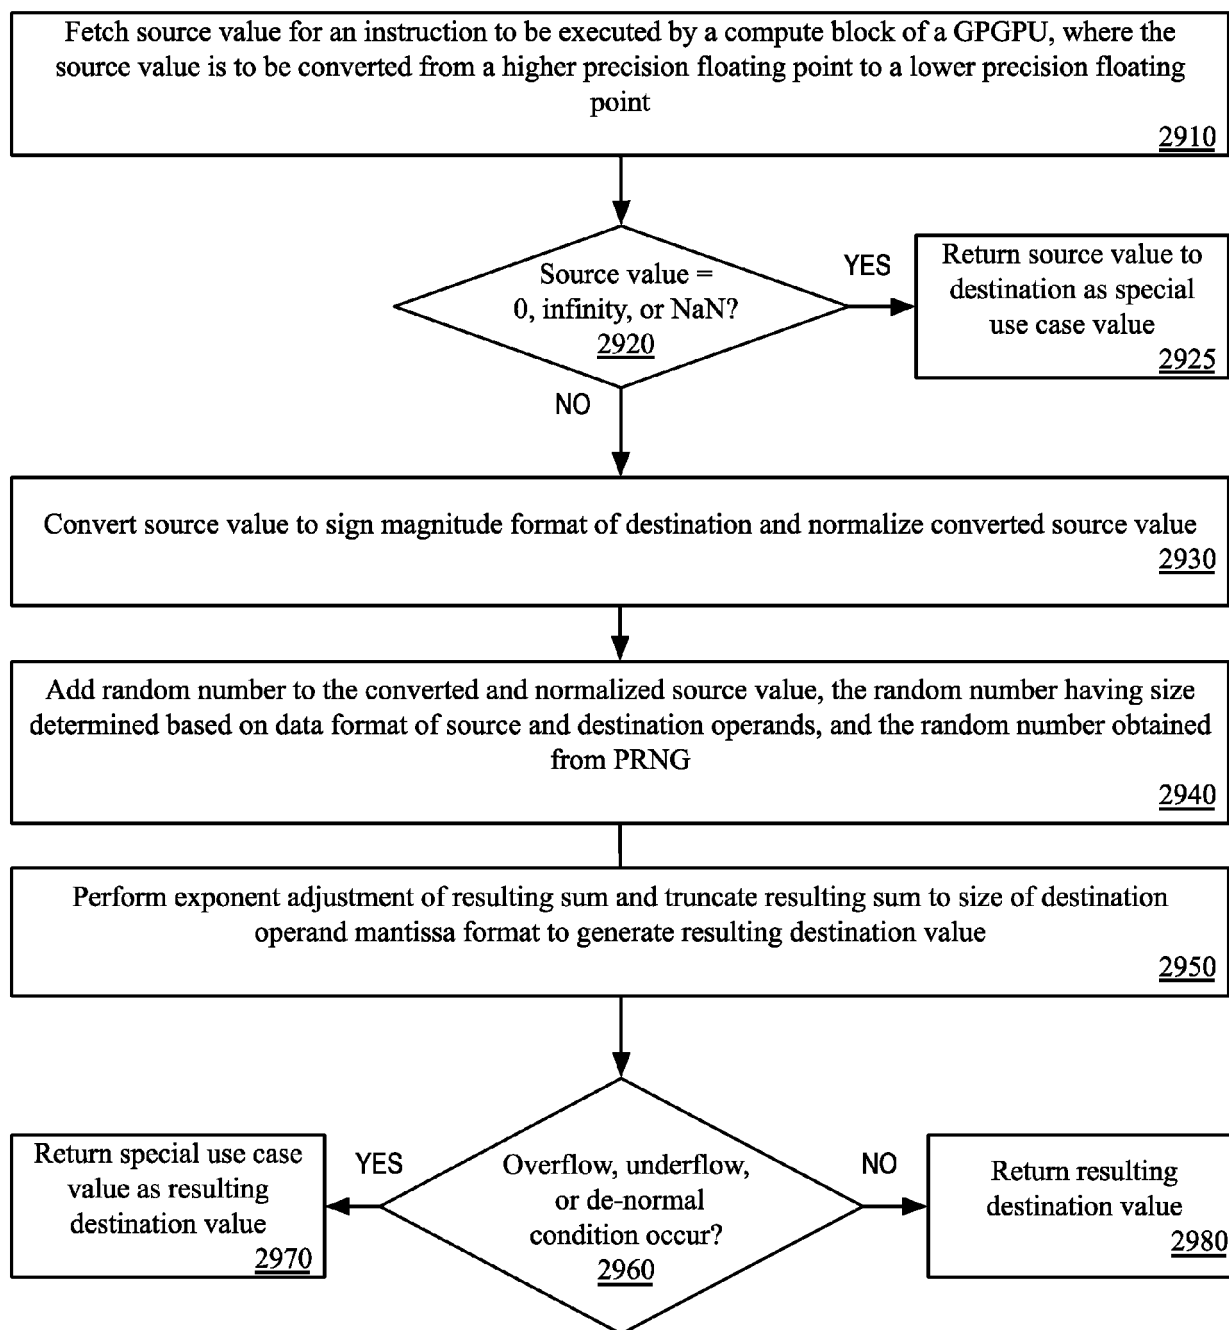 Fetch source value for an instruction to be executed by a compute block of a GPGPU, where the
source value is to be converted from a higher precision floating point to a lower precision floating
point
2910
Source value =
0, infinity, or NaN?
2920
YES
Return source value to
destination as special
use case value
2925
NO
Convert source value to sign magnitude format of destination and normalize converted source value
2930
Add random number to the converted and normalized source value, the random number having size
determined based on data format of source and destination operands, and the random number obtained
from PRNG
2940
Perform exponent adjustment of resulting sum and truncate resulting sum to size of destination
operand mantissa format to generate resulting destination value
2950
Overflow, underflow,
or de-normal
condition occur?
2960
YES
Return special use case
value as resulting
destination value
2970
NO
Return resulting
destination value
2980